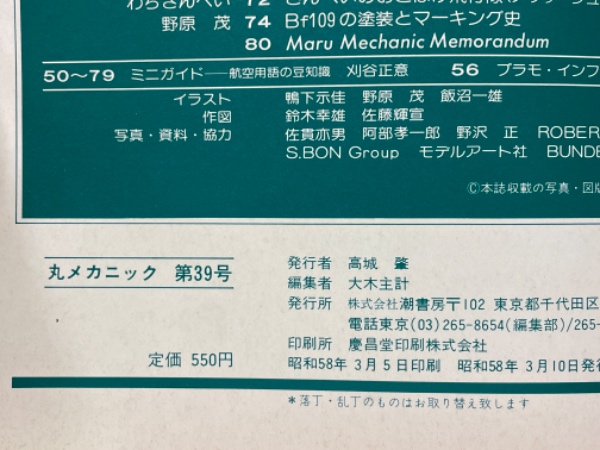 わらさんぺい 72
野原 茂 74 Bf109の塗装とマーキング史
80 Maru Mechanic Memorandum
50〜79 ミニガイド――航空用語の豆知識 刈谷正意 56 プラモ・インフ
イラスト 鴨下示佳 野原 茂 飯沼一雄
作図 鈴木幸雄 佐藤輝宣
写真・資料・協力 佐貫亦男 阿部孝一郎 野沢 正 ROBER
S.BON Group モデルアート社 BUNDE
©本誌収載の写真・図版
丸メカニック 第39号
定価 550円
発行者 高城 肇
編集者 大木主計
発行所 株式会社潮書房〒102 東京都千代田区
電話東京(03)265-8654(編集部)/265-
印刷所 慶昌堂印刷株式会社
昭和58年 3月 5日印刷 昭和58年 3月10日発行
*落丁・乱丁のものはお取り替え致します